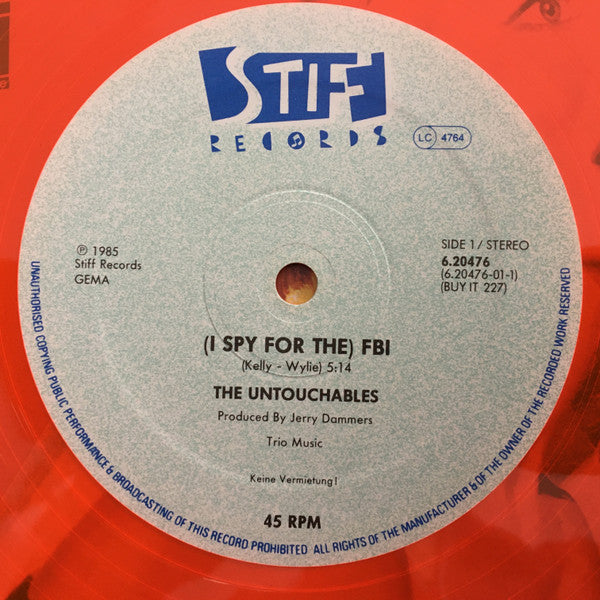 STIFF
RECORDS
LC 4764
℗ 1985
Stiff Records
GEMA
SIDE 1 / STEREO
6.20476
(6.20476-01-1)
(BUY IT 227)
(I SPY FOR THE) FBI
(Kelly - Wylie) 5:14
THE UNTOUCHABLES
Produced By Jerry Dammers
Trio Music
Keine Vermietung!
45 RPM
UNAUTHORISED COPYING PUBLIC PERFORMANCE & BROADCASTING OF THIS RECORD PROHIBITED ALL RIGHTS OF THE MANUFACTURER & OF THE OWNER OF THE RECORDED WORK RESERVED